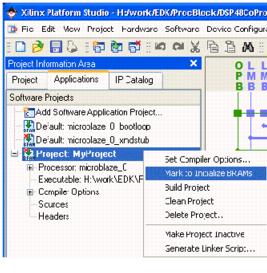 Xilinx Platform Studio - H:/work/EDK/ProcBlock/DSP48CoPro
File Edit View Project Hardware Software Device Configura
Project Information Area
Project Applications IP Catalog
Software Projects
Add Software Application Project...
Default: microblaze_0_bootloop
Default: microblaze_0_xmdstub
Project: MyProject
Processor: microblaze_0
Executable: H:\work\EDK\F
Compiler Options
Sources
Headers
O L L
P M M
B B B
Set Compiler Options...
Mark to Initialize BRAMs
Build Project
Clean Project
Delete Project...
Make Project Inactive
Generate Linker Script...